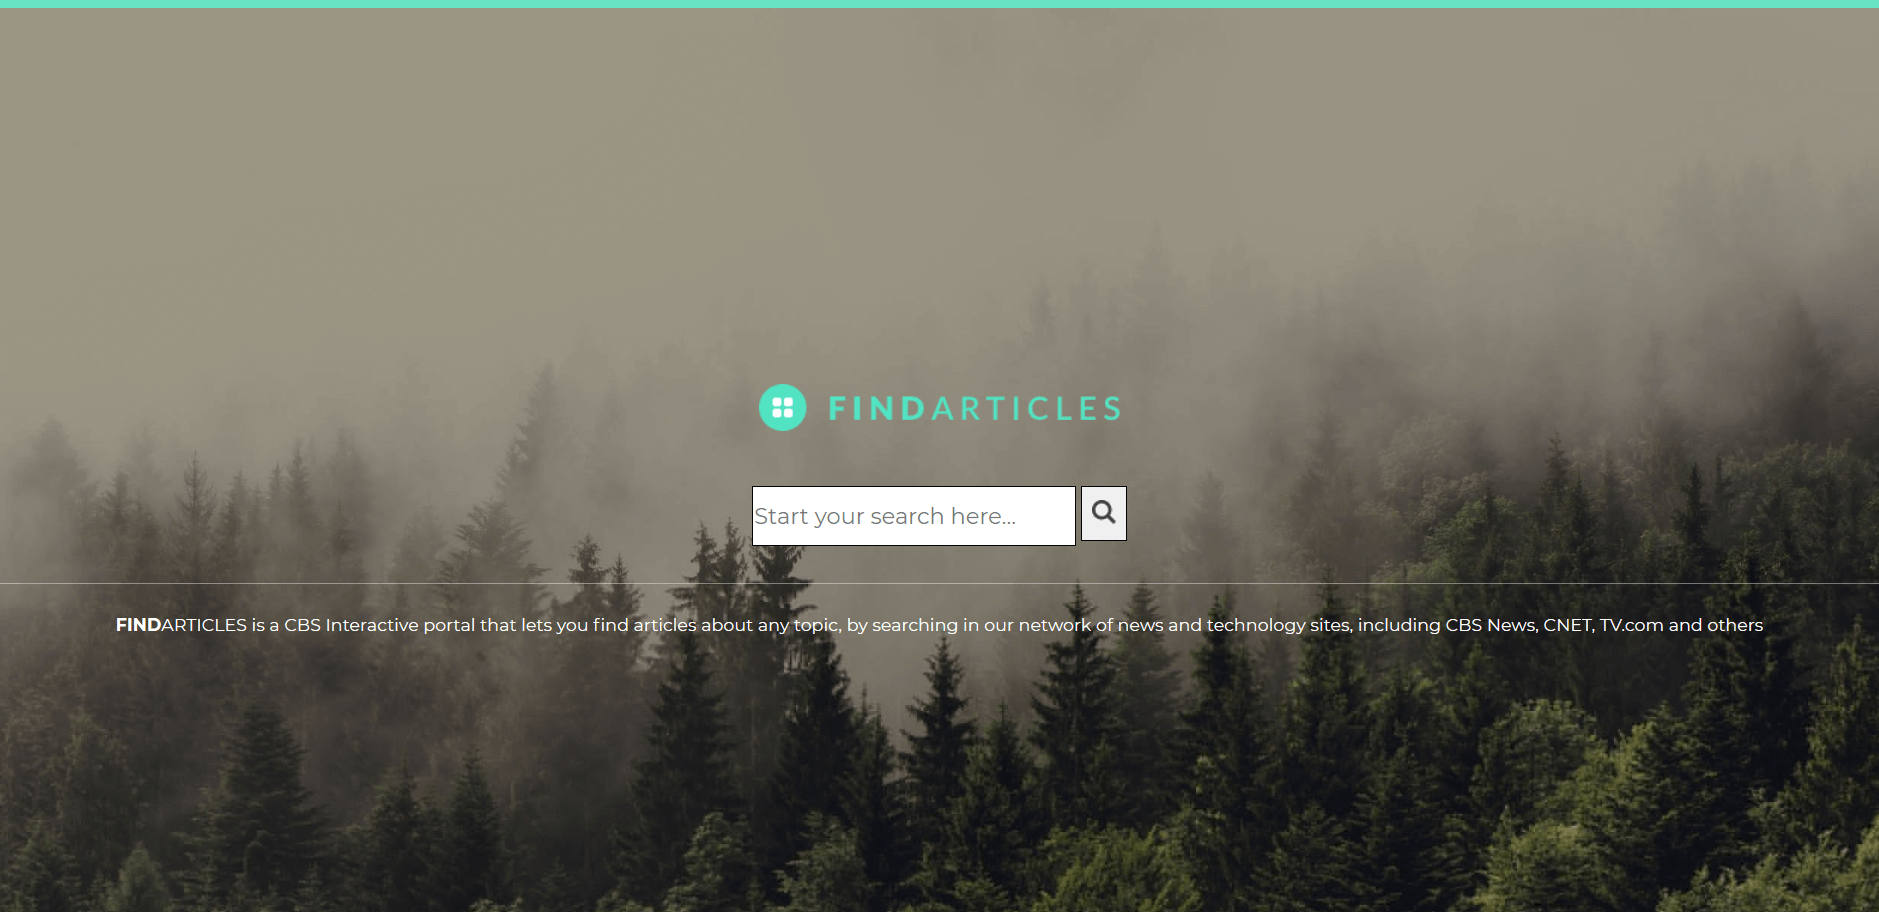 FINDARTICLES
Start your search here...
FINDARTICLES is a CBS Interactive portal that lets you find articles about any topic, by searching in our network of news and technology sites, including CBS News, CNET, TV.com and others